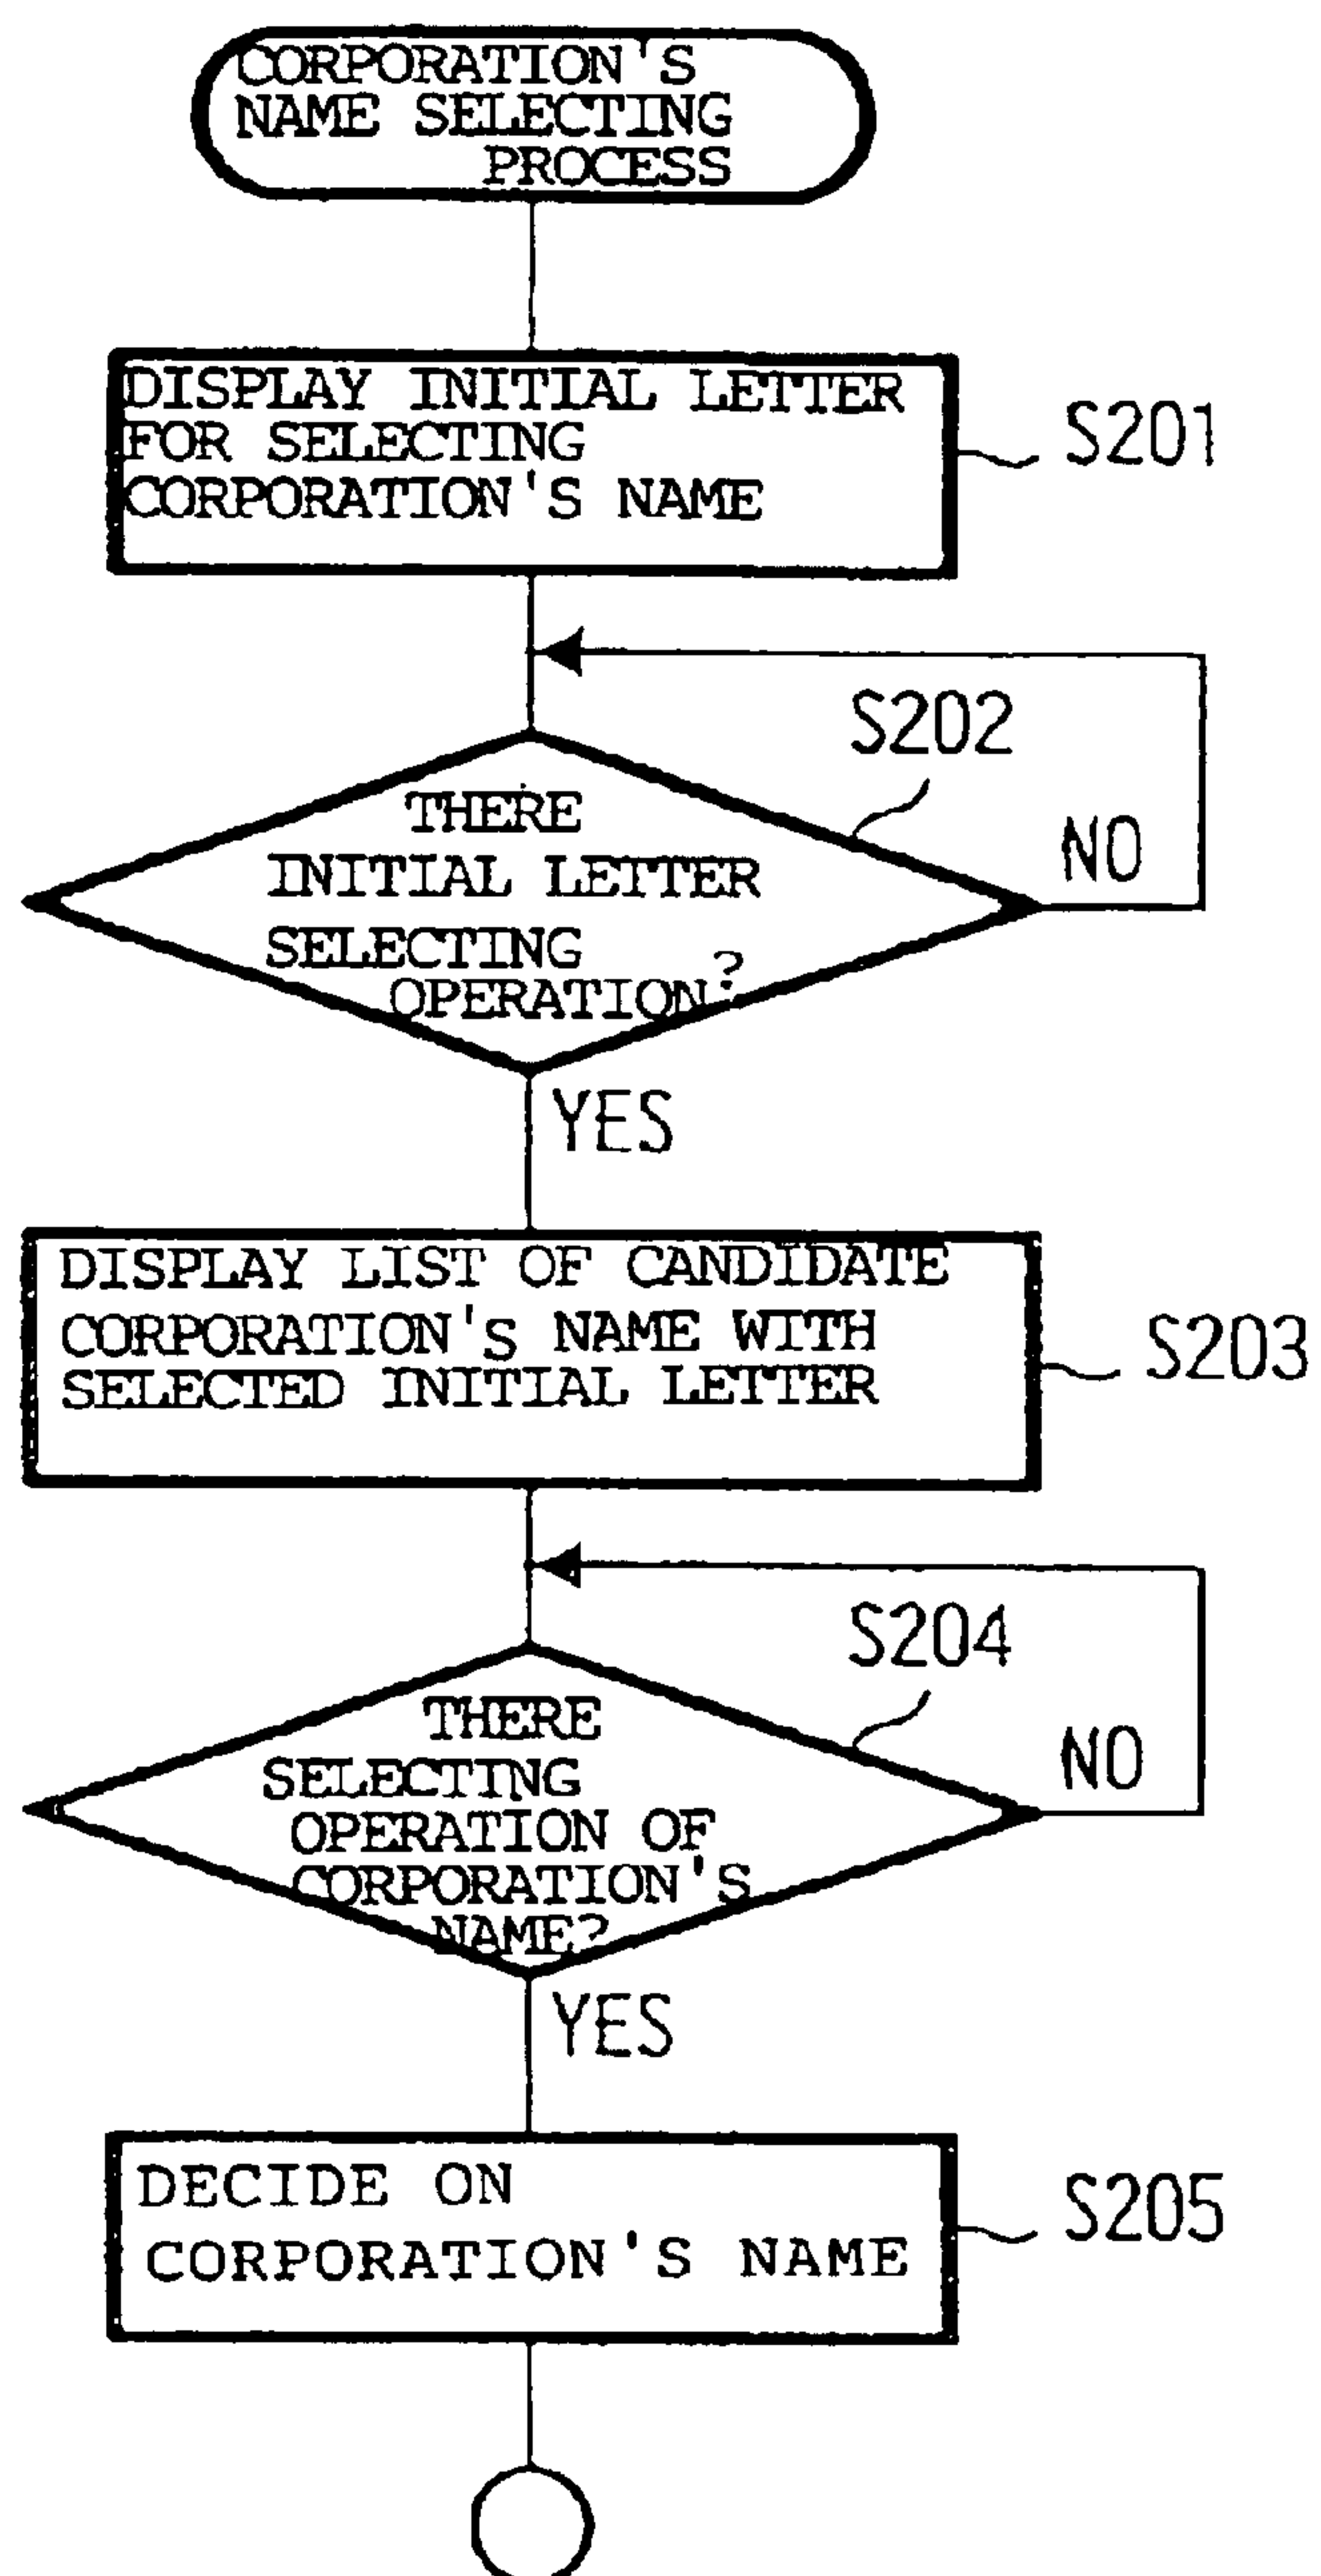 CORPORATION'S
NAME SELECTING
PROCESS
DISPLAY INITIAL LETTER
FOR SELECTING
CORPORATION'S NAME
S201
S202
THERE
INITIAL LETTER
SELECTING
OPERATION?
NO
YES
DISPLAY LIST OF CANDIDATE
CORPORATION'S NAME WITH
SELECTED INITIAL LETTER
S203
S204
THERE
SELECTING
OPERATION OF
CORPORATION'S
NAME?
NO
YES
DECIDE ON
CORPORATION'S NAME
S205